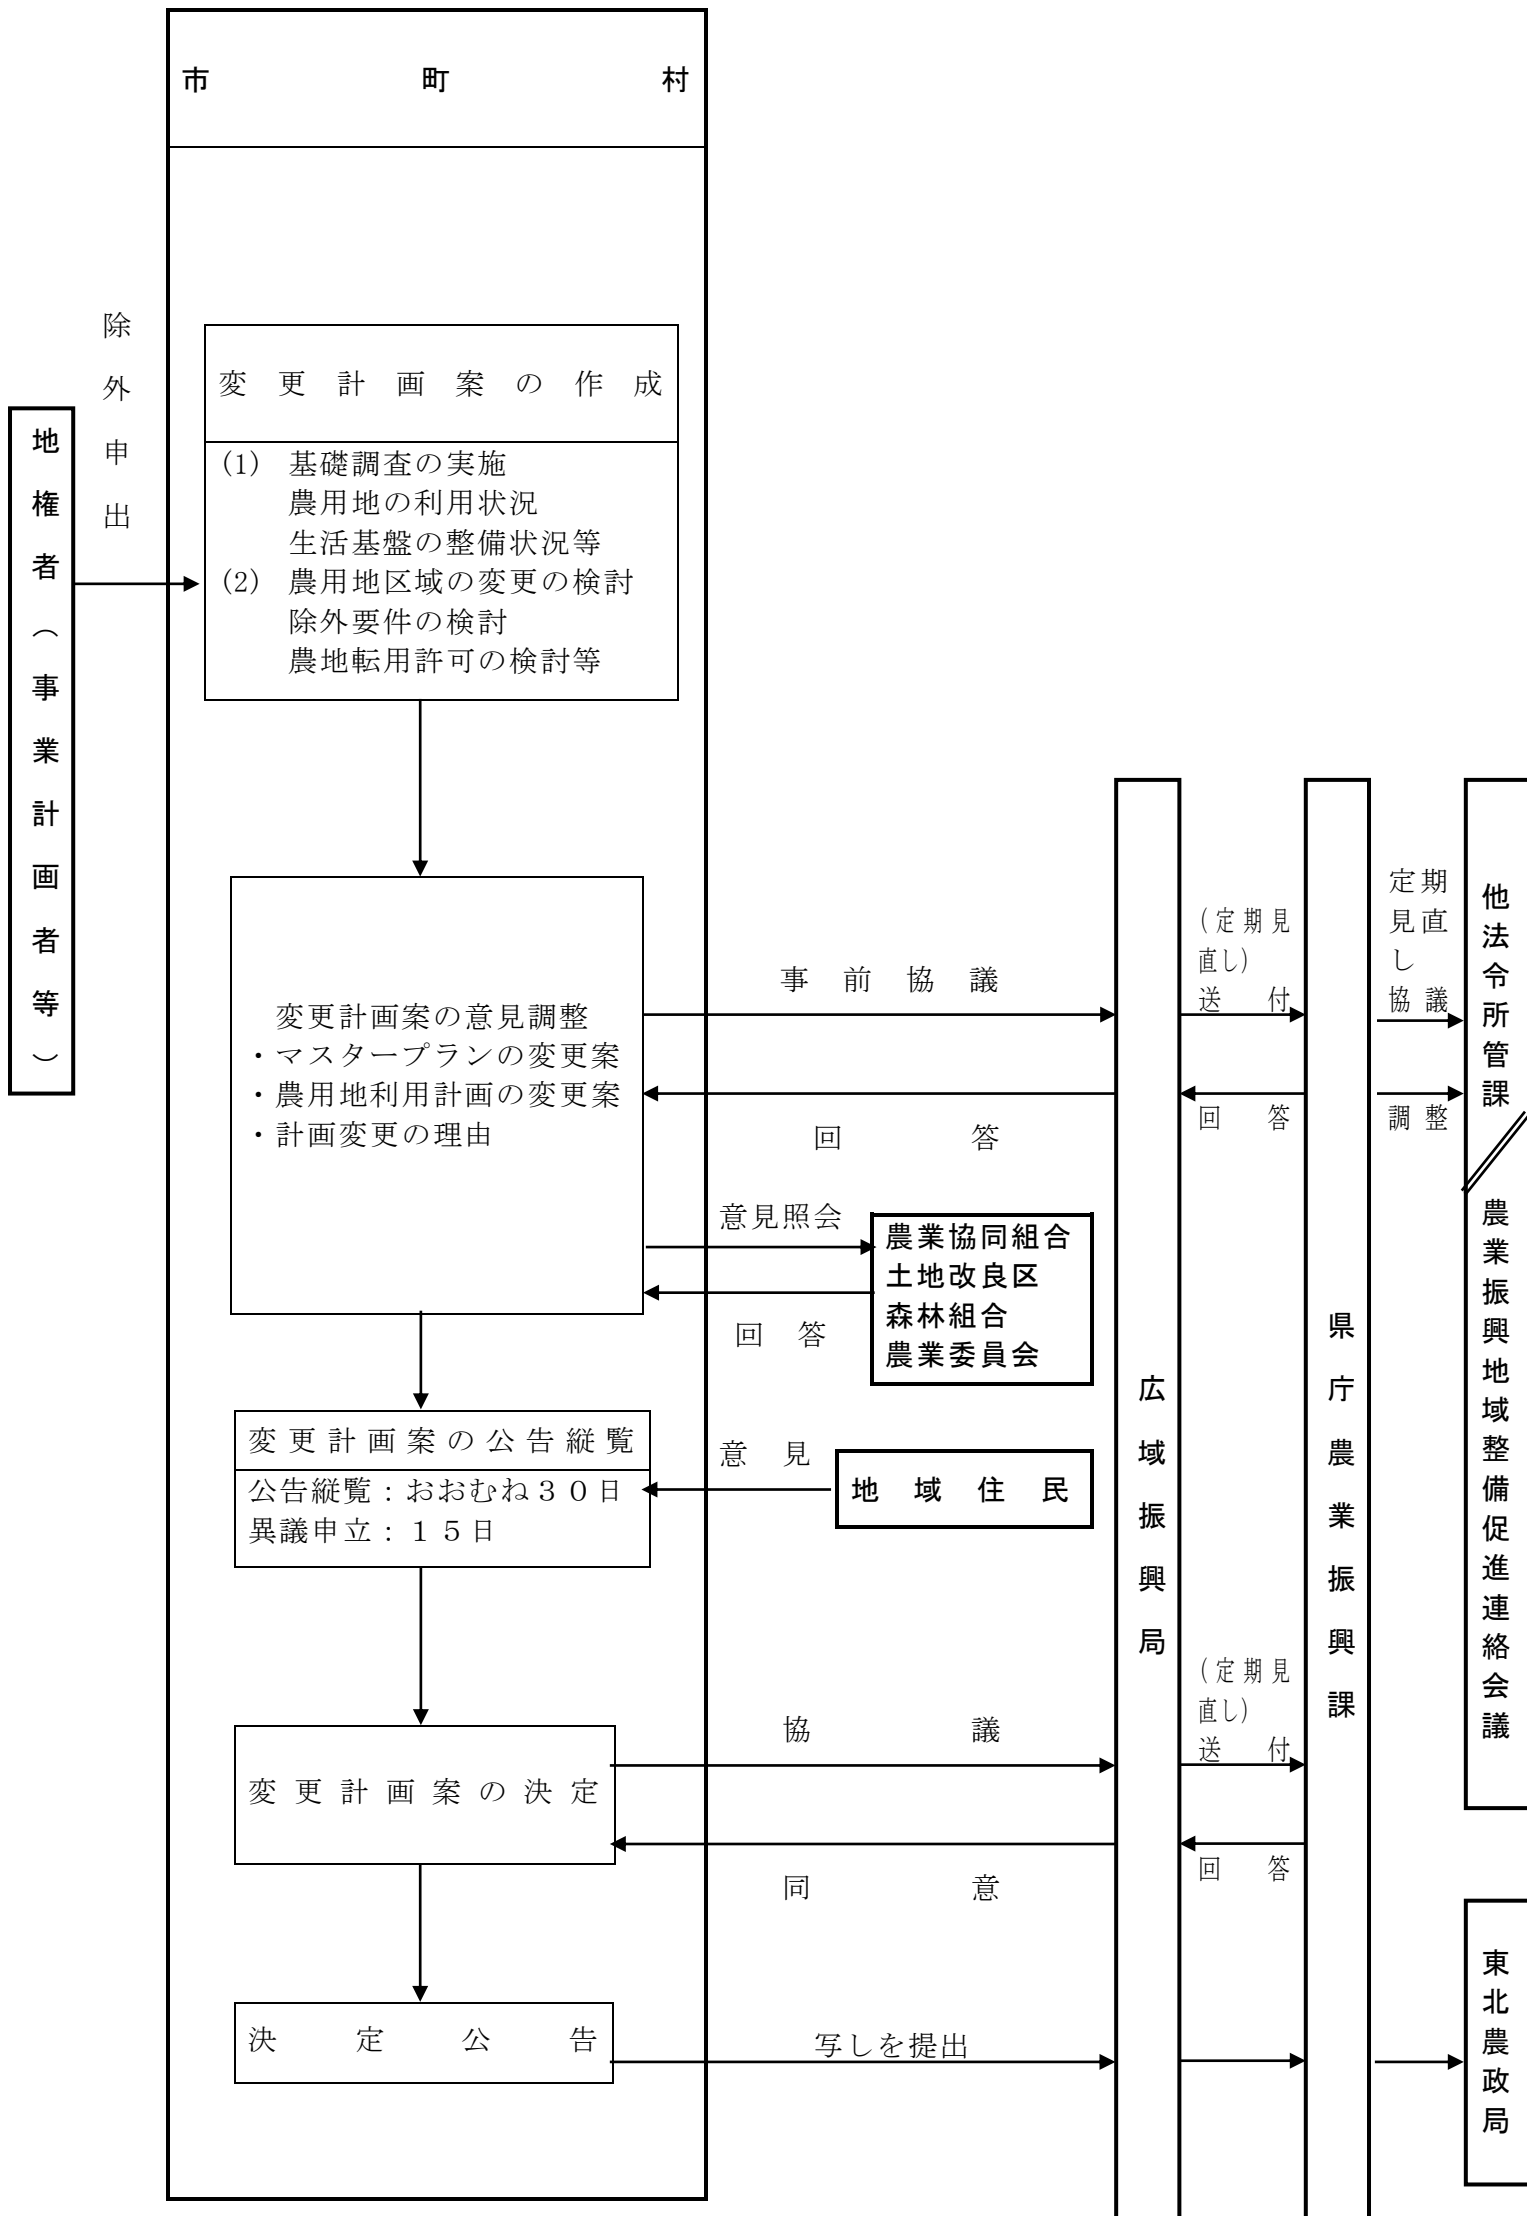 市町村
除外申出
地権者（事業計画者等）
変更計画案の作成
(1) 基礎調査の実施
農用地の利用状況
生活基盤の整備状況等
(2) 農用地区域の変更の検討
除外要件の検討
農地転用許可の検討等
変更計画案の意見調整
・マスタープランの変更案
・農用地利用計画の変更案
・計画変更の理由
事前協議
回答
(定期見
直し)
送付
回答
定期
見直
し
協議
調整
意見照会
回答
農業協同組合
土地改良区
森林組合
農業委員会
変更計画案の公告縦覧
公告縦覧：おおむね３０日
異議申立：１５日
意見
地域住民
変更計画案の決定
協議
同意
(定期見
直し)
送付
回答
決定公告
写しを提出
広域振興局
県庁農業振興課
他法令所管課
農業振興地域整備促進連絡会議
東北農政局